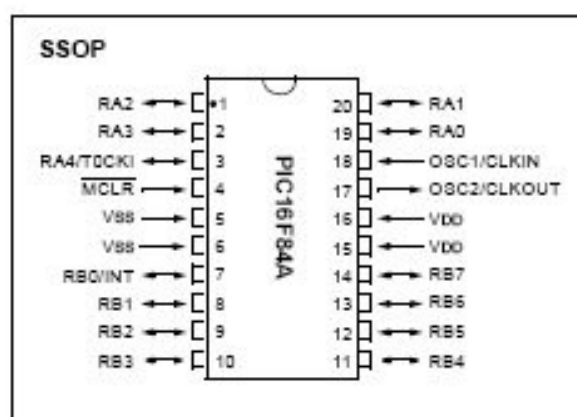 SSOP
RA2 1 20 RA1
RA3 2 19 RA0
RA4/T0CKI 3 18 OSC1/CLKIN
MCLR 4 17 OSC2/CLKOUT
VSS 5 16 VDD
VSS 6 15 VDD
RB0/INT 7 14 RB7
RB1 8 13 RB6
RB2 9 12 RB5
RB3 10 11 RB4
PIC16F84A